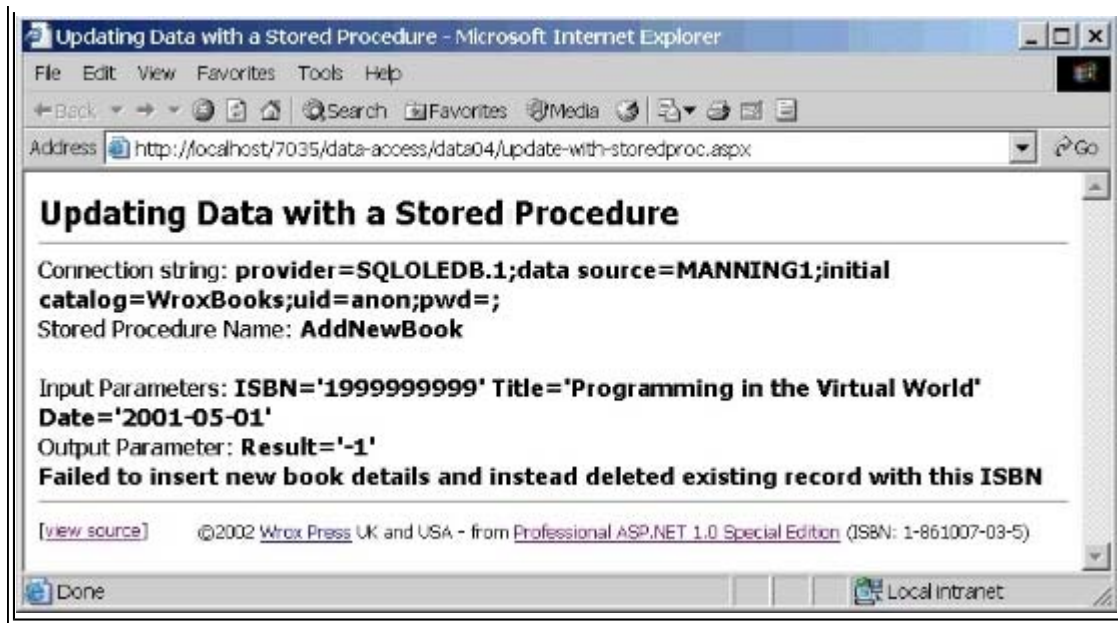 Updating Data with a Stored Procedure - Microsoft Internet Explorer
File Edit View Favorites Tools Help
Back Search Favorites Media
Address http://localhost/7035/data-access/data04/update-with-storedproc.aspx Go
Updating Data with a Stored Procedure
Connection string: provider=SQLOLEDB.1;data source=MANNING1;initial
catalog=WroxBooks;uid=anon;pwd=;
Stored Procedure Name: AddNewBook
Input Parameters: ISBN='1999999999' Title='Programming in the Virtual World'
Date='2001-05-01'
Output Parameter: Result='-1'
Failed to insert new book details and instead deleted existing record with this ISBN
[view source] ©2002 Wrox Press UK and USA - from Professional ASP.NET 1.0 Special Edition (ISBN: 1-861007-03-5)
Done Local intranet